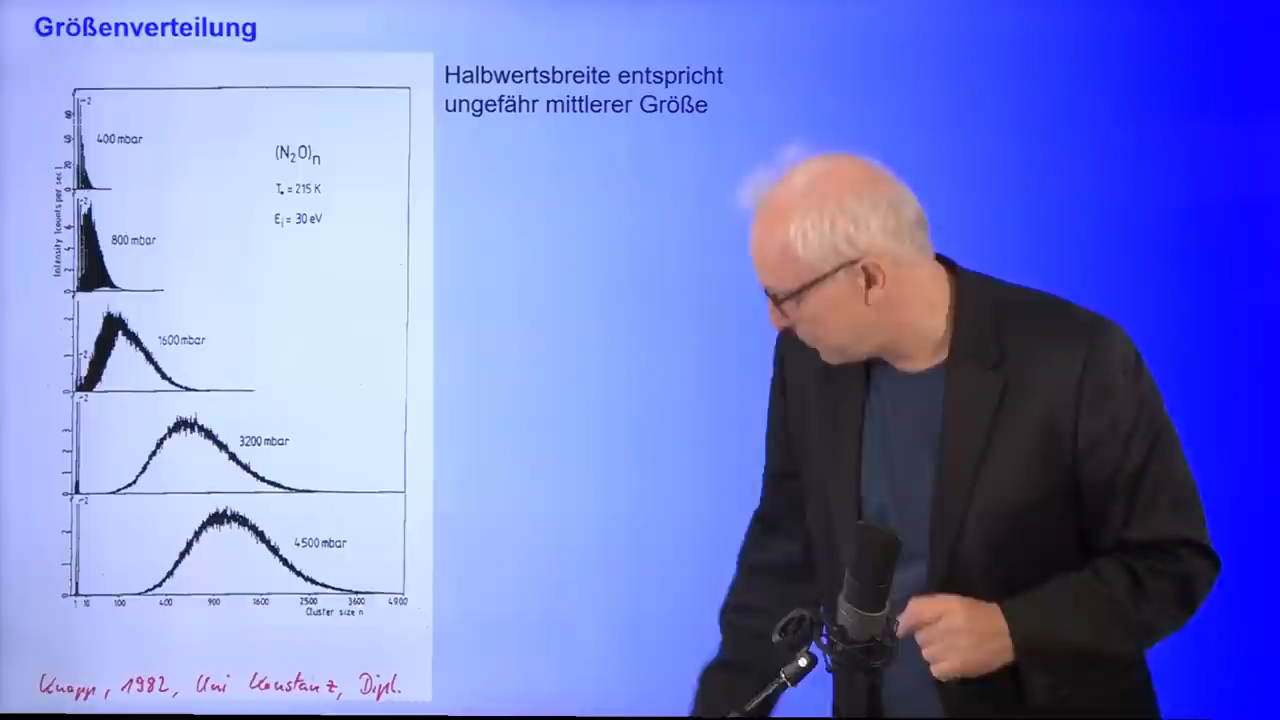 Größenverteilung
Halbwertsbreite entspricht
ungefähr mittlerer Größe
400 mbar
(N₂O)n
T₀ = 215 K
Eᵢ = 30 eV
800 mbar
Intensity [counts per sec]
1600 mbar
3200 mbar
4500 mbar
1 10 100 400 900 1600 2500 3600 4900
Cluster size n
Knapp, 1982, Uni Konstanz, Dipl.